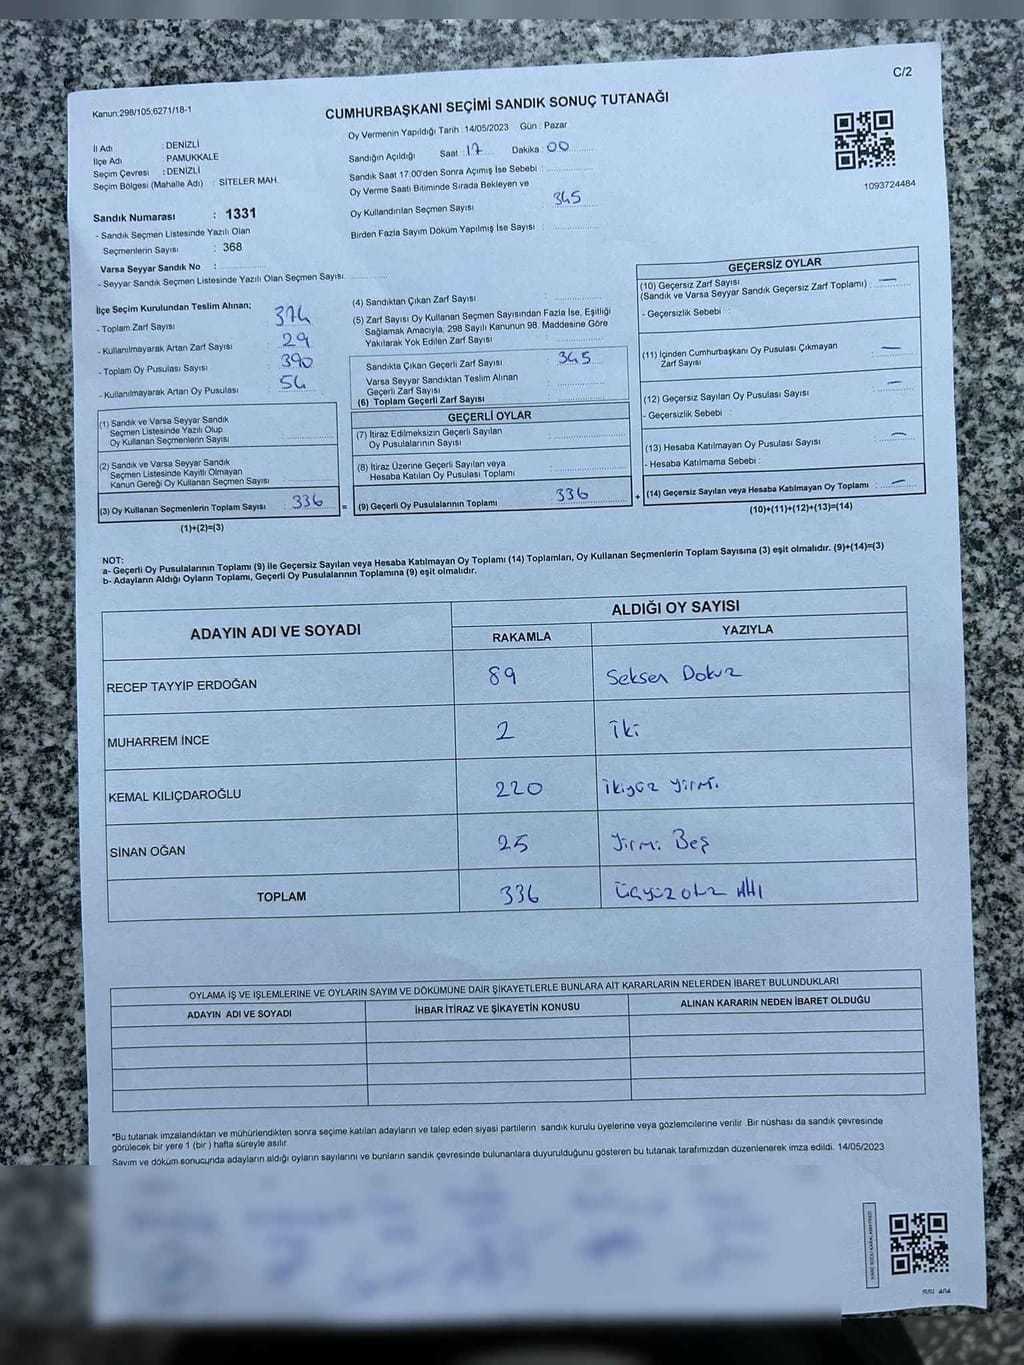 C/2
Kanun;298/105;6271/18-1
CUMHURBAŞKANI SEÇİMİ SANDIK SONUÇ TUTANAĞI
Oy Vermenin Yapıldığı Tarih : 14/05/2023 Gün : Pazar
İl Adı : DENİZLİ
İlçe Adı : PAMUKKALE
Seçim Çevresi : DENİZLİ
Seçim Bölgesi (Mahalle Adı) : SİTELER MAH.
Sandığın Açıldığı Saat 17 Dakika : 00
Sandık Saat 17.00'den Sonra Açımış İse Sebebi :
Oy Verme Saati Bitiminde Sırada Bekleyen ve
Oy Kullandırılan Seçmen Sayısı 345
Birden Fazla Sayım Döküm Yapılmış İse Sayısı :
1093724484
Sandık Numarası : 1331
- Sandık Seçmen Listesinde Yazılı Olan
Seçmenlerin Sayısı : 368
Varsa Seyyar Sandık No :
- Seyyar Sandık Seçmen Listesinde Yazılı Olan Seçmen Sayısı:
İlçe Seçim Kurulundan Teslim Alınan;
- Toplam Zarf Sayısı : 374
- Kullanılmayarak Artan Zarf Sayısı : 29
- Toplam Oy Pusulası Sayısı : 390
- Kullanılmayarak Artan Oy Pusulası : 54
(1) Sandık ve Varsa Seyyar Sandık
Seçmen Listesinde Yazılı Olup
Oy Kullanan Seçmenlerin Sayısı :
(2) Sandık ve Varsa Seyyar Sandık
Seçmen Listesinde Kayıtlı Olmayan
Kanun Gereği Oy Kullanan Seçmen Sayısı :
(3) Oy Kullanan Seçmenlerin Toplam Sayısı : 336
(1)+(2)=(3)
(4) Sandıktan Çıkan Zarf Sayısı :
(5) Zarf Sayısı Oy Kullanan Seçmen Sayısından Fazla İse, Eşitliği
Sağlamak Amacıyla, 298 Sayılı Kanunun 98. Maddesine Göre
Yakılarak Yok Edilen Zarf Sayısı :
Sandıkta Çıkan Geçerli Zarf Sayısı : 345
Varsa Seyyar Sandıktan Teslim Alınan
Geçerli Zarf Sayısı :
(6) Toplam Geçerli Zarf Sayısı :
GEÇERLİ OYLAR
(7) İtiraz Edilmeksizin Geçerli Sayılan
Oy Pusulalarının Sayısı :
(8) İtiraz Üzerine Geçerli Sayılan veya
Hesaba Katılan Oy Pusulası Toplamı :
= (9) Geçerli Oy Pusulalarının Toplamı : 336
GEÇERSİZ OYLAR
(10) Geçersiz Zarf Sayısı
(Sandık ve Varsa Seyyar Sandık Geçersiz Zarf Toplamı) : —
- Geçersizlik Sebebi :
(11) İçinden Cumhurbaşkanı Oy Pusulası Çıkmayan
Zarf Sayısı : —
(12) Geçersiz Sayılan Oy Pusulası Sayısı : —
- Geçersizlik Sebebi :
(13) Hesaba Katılmayan Oy Pusulası Sayısı : —
- Hesaba Katılmama Sebebi :
+ (14) Geçersiz Sayılan veya Hesaba Katılmayan Oy Toplamı : —
(10)+(11)+(12)+(13)=(14)
NOT:
a- Geçerli Oy Pusulalarının Toplamı (9) ile Geçersiz Sayılan veya Hesaba Katılmayan Oy Toplamı (14) Toplamları, Oy Kullanan Seçmenlerin Toplam Sayısına (3) eşit olmalıdır. (9)+(14)=(3)
b- Adayların Aldığı Oyların Toplamı, Geçerli Oy Pusulalarının Toplamına (9) eşit olmalıdır.
ADAYIN ADI VE SOYADI ALDIĞI OY SAYISI
RAKAMLA YAZIYLA
RECEP TAYYİP ERDOĞAN 89 Seksen Dokuz
MUHARREM İNCE 2 İki
KEMAL KILIÇDAROĞLU 220 İkiyüz yirmi
SİNAN OĞAN 25 Yirmi Beş
TOPLAM 336 üçyüz otuz Altı
OYLAMA İŞ VE İŞLEMLERİNE VE OYLARIN SAYIM VE DÖKÜMÜNE DAİR ŞİKAYETLERLE BUNLARA AİT KARARLARIN NELERDEN İBARET BULUNDUKLARI
ADAYIN ADI VE SOYADI İHBAR İTİRAZ VE ŞİKAYETİN KONUSU ALINAN KARARIN NEDEN İBARET OLDUĞU
*Bu tutanak imzalandıktan ve mühürlendikten sonra seçime katılan adayların ve talep eden siyasi partilerin sandık kurulu üyelerine veya gözlemcilerine verilir. Bir nüshası da sandık çevresinde
görülecek bir yere 1 (bir ) hafta süreyle asılır.
Sayım ve döküm sonucunda adayların aldığı oyların sayılarını ve bunların sandık çevresinde bulunanlara duyurulduğunu gösteren bu tutanak tarafımızdan düzenlenerek imza edildi. 14/05/2023